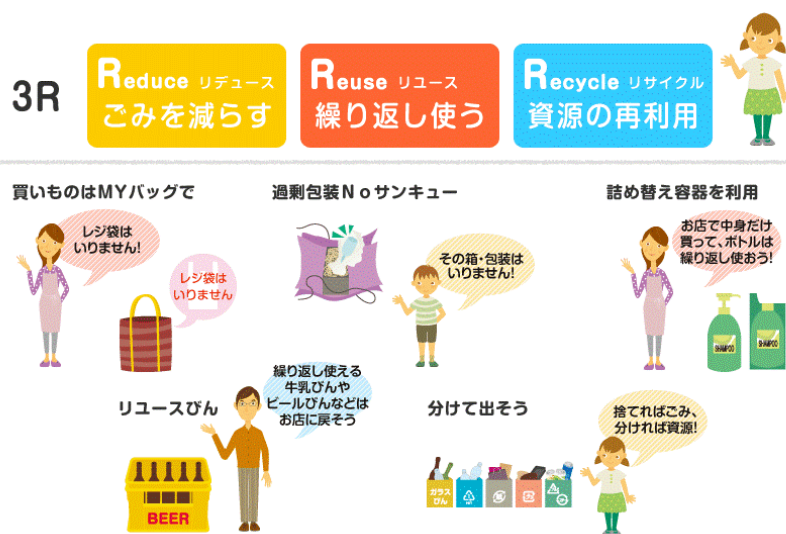 3R
Reduce リデュース
ごみを減らす
Reuse リユース
繰り返し使う
Recycle リサイクル
資源の再利用
買いものはMYバッグで
レジ袋は
いりません!
レジ袋は
いりません
過剰包装Noサンキュー
その箱・包装は
いりません!
詰め替え容器を利用
お店で中身だけ
買って、ボトルは
繰り返し使おう!
SHAMPOO
SHAMPOO
リユースびん
繰り返し使える
牛乳びんや
ビールびんなどは
お店に戻そう
BEER
分けて出そう
捨てればごみ、
分ければ資源!
ガラス
びん